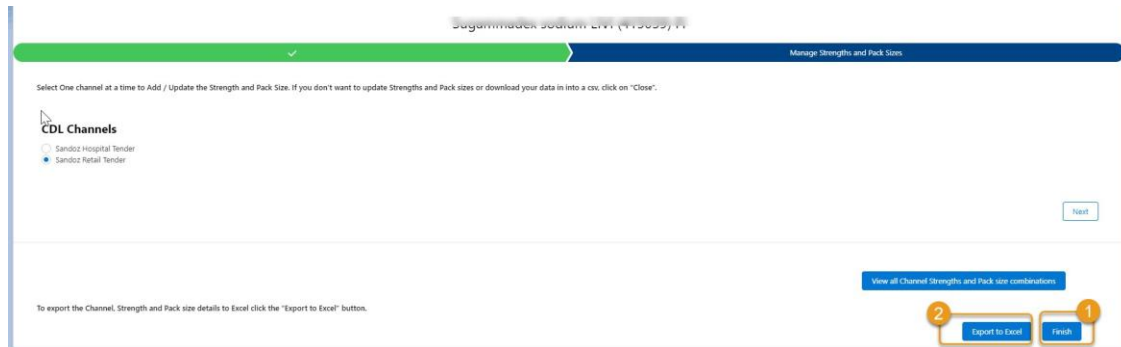 Manage Strengths and Pack Sizes
Select One channel at a time to Add / Update the Strength and Pack Size. If you don't want to update Strengths and Pack sizes or download your data in into a csv, click on "Close".
CDL Channels
Sandoz Hospital Tender
Sandoz Retail Tender
Next
View all Channel Strengths and Pack size combinations
To export the Channel, Strength and Pack size details to Excel click the "Export to Excel" button.
2
1
Export to Excel
Finish